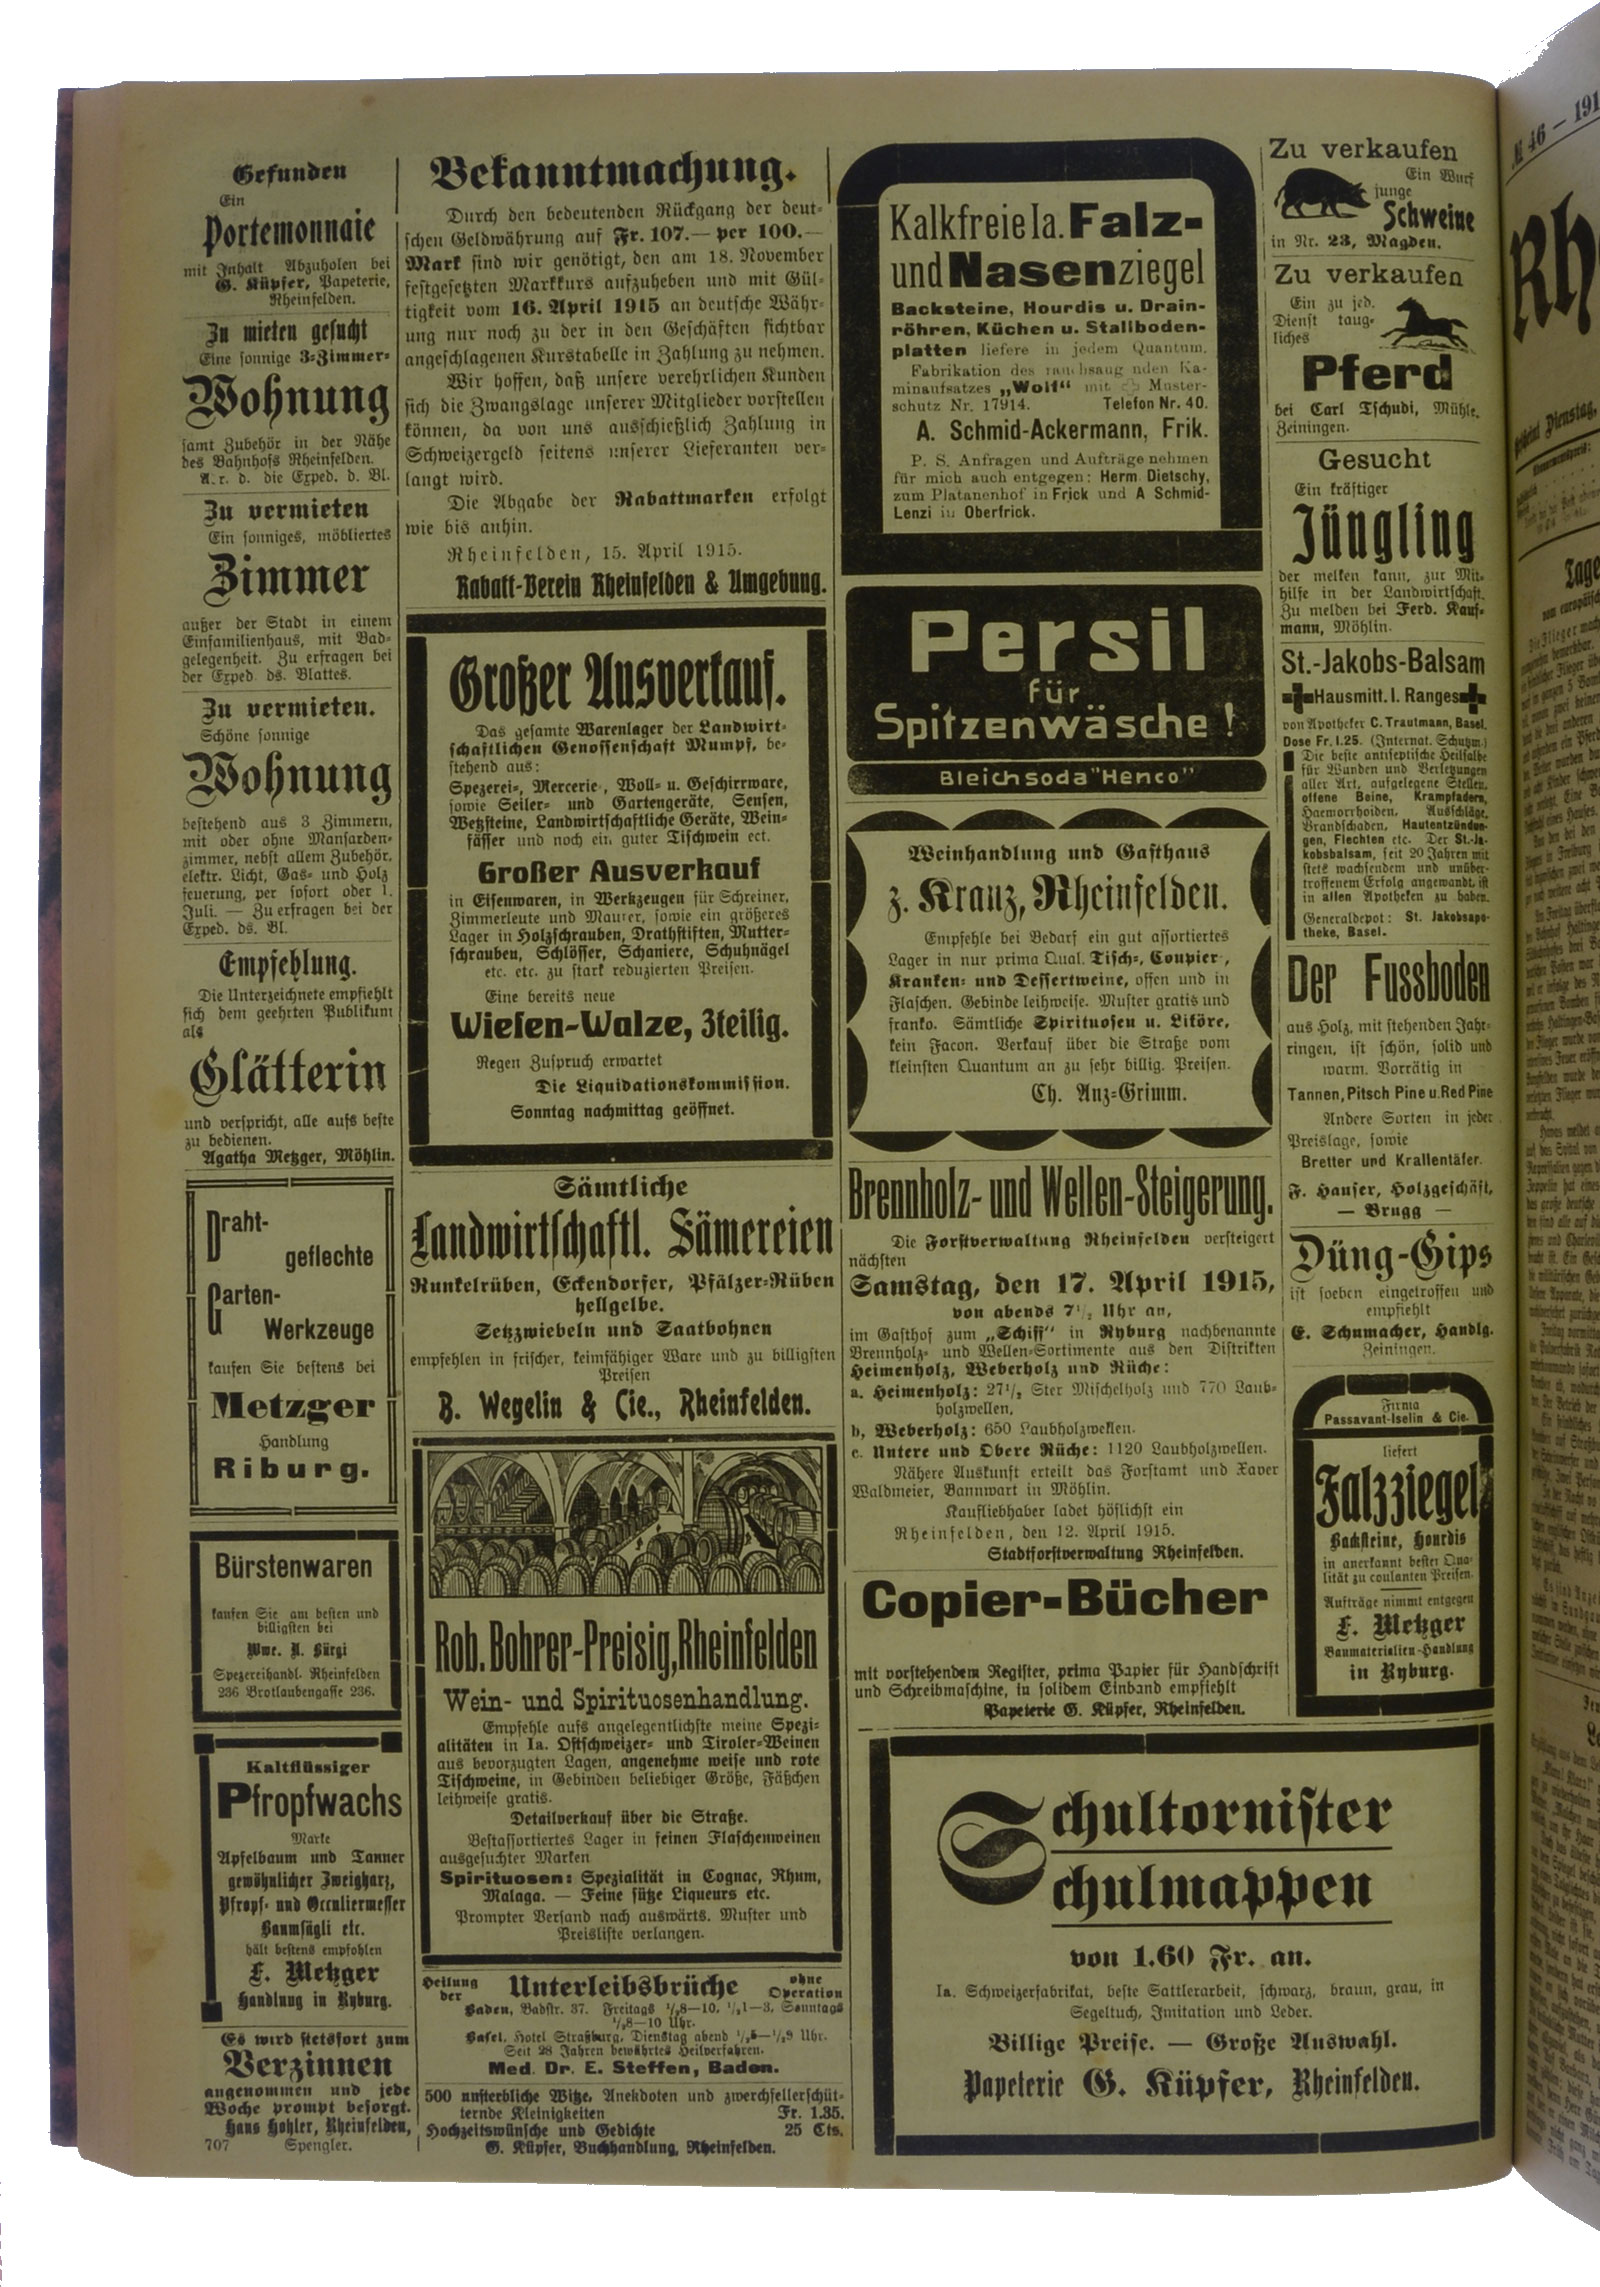 Gefunden
Ein
Portemonnaie
mit Inhalt. Abzuholen bei
G. Küpfer, Papeterie,
Rheinfelden.
Zu mieten gesucht
Eine sonnige 3-Zimmer-
Wohnung
samt Zubehör in der Nähe
des Bahnhofs Rheinfelden.
A. r. d. die Exped. d. Bl.
Zu vermieten
Ein sonniges, möbliertes
Zimmer
außer der Stadt in einem
Einfamilienhaus, mit Bad-
gelegenheit. Zu erfragen bei
der Exped. ds. Blattes.
Zu vermieten.
Schöne sonnige
Wohnung
bestehend aus 3 Zimmern,
mit oder ohne Mansarden-
zimmer, nebst allem Zubehör,
elektr. Licht, Gas- und Holz
feuerung, per sofort oder 1.
Juli. — Zu erfragen bei der
Exped. ds. Bl.
Empfehlung.
Die Unterzeichnete empfiehlt
sich dem geehrten Publikum
als
Glätterin
und verspricht, alle aufs beste
zu bedienen.
Agatha Metzger, Möhlin.
Draht-
geflechte
Garten-
Werkzeuge
kaufen Sie bestens bei
Metzger
Handlung
Riburg.
Bürstenwaren
kaufen Sie am besten und
billigsten bei
Wwe. A. Bürgi
Spezereihandl. Rheinfelden
236 Brotlaubengasse 236.
Kaltflüssiger
Pfropfwachs
Marke
Apfelbaum und Tanner
gewöhnlicher Zweigharz,
Pfropf- und Occuliermesser
Baumsägli etc.
hält bestens empfohlen
F. Metzger
Handlung in Ryburg.
Es wird stetsfort zum
Verzinnen
angenommen und jede
Woche prompt besorgt.
Hans Hohler, Rheinfelden,
707 Spengler.
Bekanntmachung.
Durch den bedeutenden Rückgang der deut-
schen Geldwährung auf Fr. 107.— per 100.—
Mark sind wir genötigt, den am 18. November
festgesetzten Markkurs aufzuheben und mit Gül-
tigkeit vom 16. April 1915 an deutsche Währ-
ung nur noch zu der in den Geschäften sichtbar
angeschlagenen Kurstabelle in Zahlung zu nehmen.
Wir hoffen, daß unsere verehrlichen Kunden
sich die Zwangslage unserer Mitglieder vorstellen
können, da von uns ausschießlich Zahlung in
Schweizergeld seitens unserer Lieferanten ver-
langt wird.
Die Abgabe der Rabattmarken erfolgt
wie bis anhin.
Rheinfelden, 15. April 1915.
Rabatt-Verein Rheinfelden & Umgebung.
Großer Ausverkauf.
Das gesamte Warenlager der Landwirt-
schaftlichen Genossenschaft Mumpf, be-
stehend aus:
Spezerei-, Mercerie-, Woll- u. Geschirrware,
sowie Seiler- und Gartengeräte, Sensen,
Wetzsteine, Landwirtschaftliche Geräte, Wein-
fässer und noch ein guter Tischwein ect.
Großer Ausverkauf
in Eisenwaren, in Werkzeugen für Schreiner,
Zimmerleute und Maurer, sowie ein größeres
Lager in Holzschrauben, Drathstiften, Mutter-
schrauben, Schlösser, Schaniere, Schuhnägel
etc. etc. zu stark reduzierten Preisen.
Eine bereits neue
Wiesen-Walze, 3teilig.
Regen Zuspruch erwartet
Die Liquidationskommission.
Sonntag nachmittag geöffnet.
Sämtliche
Landwirtschaftl. Sämereien
Runkelrüben, Eckendorfer, Pfälzer-Rüben
hellgelbe.
Setzzwiebeln und Saatbohnen
empfehlen in frischer, keimfähiger Ware und zu billigsten
Preisen
B. Wegelin & Cie., Rheinfelden.
Rob. Bohrer-Preisig, Rheinfelden
Wein- und Spirituosenhandlung.
Empfehle aufs angelegentlichste meine Spezi-
alitäten in Ia. Ostschweizer- und Tiroler-Weinen
aus bevorzugten Lagen, angenehme weiße und rote
Tischweine, in Gebinden beliebiger Größe, Fäßchen
leihweise gratis.
Detailverkauf über die Straße.
Bestassortiertes Lager in feinen Flaschenweinen
ausgesuchter Marken
Spirituosen: Spezialität in Cognac, Rhum,
Malaga. — Feine süße Liqueurs etc.
Prompter Versand nach auswärts. Muster und
Preisliste verlangen.
Heilung der Unterleibsbrüche ohne Operation
Baden, Badstr. 37. Freitags ½8—10, ½1—3, Sonntags
½8—10 Uhr.
Basel, Hotel Straßburg, Dienstag abend ½6—½9 Uhr.
Seit 28 Jahren bewährtes Heilverfahren.
Med. Dr. E. Steffen, Baden.
500 unsterbliche Witze, Anekdoten und zwerchfellerschüt-
ternde Kleinigkeiten Fr. 1.35.
Hochzeitswünsche und Gedichte 25 Cts.
G. Küpfer, Buchhandlung, Rheinfelden.
Kalkfreie Ia. Falz-
und Nasenziegel
Backsteine, Hourdis u. Drain-
röhren, Küchen u. Stallboden-
platten liefere in jedem Quantum.
Fabrikation des rauchsaugenden Ka-
minaufsatzes „Wolf“ mit Muster-
schutz Nr. 17914. Telefon Nr. 40.
A. Schmid-Ackermann, Frik.
P. S. Anfragen und Aufträge nehmen
für mich auch entgegen: Herm. Dietschy,
zum Platanenhof in Frick und A Schmid-
Lenzi in Oberfrick.
Persil
für
Spitzenwäsche!
Bleichsoda "Henco"
Weinhandlung und Gasthaus
z. Kranz, Rheinfelden.
Empfehle bei Bedarf ein gut assortiertes
Lager in nur prima Qual. Tisch-, Coupier-,
Kranken- und Dessertweine, offen und in
Flaschen. Gebinde leihweise. Muster gratis und
franko. Sämtliche Spirituosen u. Liköre,
kein Facon. Verkauf über die Straße vom
kleinsten Quantum an zu sehr billig. Preisen.
Ch. Anz-Grimm.
Brennholz- und Wellen-Steigerung.
Die Forstverwaltung Rheinfelden versteigert
nächsten
Samstag, den 17. April 1915,
von abends 7½ Uhr an,
im Gasthof zum „Schiff“ in Ryburg nachbenannte
Brennholz- und Wellen-Sortimente aus den Distrikten
Heimenholz, Weberholz und Rüche:
a. Heimenholz: 27½ Ster Mischelholz und 770 Laub-
holzwellen,
b. Weberholz: 650 Laubholzwellen.
c. Untere und Obere Rüche: 1120 Laubholzwellen.
Nähere Auskunft erteilt das Forstamt und Xaver
Waldmeier, Bannwart in Möhlin.
Kaufliebhaber ladet höflichst ein
Rheinfelden, den 12. April 1915.
Stadtforstverwaltung Rheinfelden.
Copier-Bücher
mit vorstehendem Register, prima Papier für Handschrift
und Schreibmaschine, in solidem Einband empfiehlt
Papeterie G. Küpfer, Rheinfelden.
Zu verkaufen
Ein Wurf
junge
Schweine
in Nr. 23, Magden.
Zu verkaufen
Ein zu jed.
Dienst taug-
liches
Pferd
bei Carl Tschudi, Mühle,
Zeiningen.
Gesucht
Ein kräftiger
Jüngling
der melken kann, zur Mit-
hilfe in der Landwirtschaft.
Zu melden bei Ferd. Kauf-
mann, Möhlin.
St.-Jakobs-Balsam
Hausmitt. I. Ranges
von Apotheker C. Trautmann, Basel.
Dose Fr. 1.25. (Internat. Schutzm.)
Die beste antiseptische Heilsalbe
für Wunden und Verletzungen
aller Art, aufgelegene Stellen,
offene Beine, Krampfadern,
Haemorrhoiden, Ausschläge,
Brandschaden, Hautentzündun-
gen, Flechten etc. Der St.-Ja-
kobsbalsam, seit 20 Jahren mit
stets wachsendem und unüber-
troffenem Erfolg angewandt, ist
in allen Apotheken zu haben.
Generaldepot: St. Jakobsapo-
theke, Basel.
Der Fussboden
aus Holz, mit stehenden Jahr-
ringen, ist schön, solid und
warm. Vorrätig in
Tannen, Pitsch Pine u. Red Pine
Andere Sorten in jeder
Preislage, sowie
Bretter und Krallentäfer.
F. Hauser, Holzgeschäft,
— Brugg —
Düng-Gips
ist soeben eingetroffen und
empfiehlt
E. Schumacher, Handlg.
Zeiningen.
Firma
Passavant-Iselin & Cie.
liefert
Falzziegel
Backsteine, Hourdis
in anerkannt bester Qua-
lität zu coulanten Preisen.
Aufträge nimmt entgegen
F. Metzger
Baumaterialien-Handlung
in Ryburg.
Schultornister
Schulmappen
von 1.60 Fr. an.
Ia. Schweizerfabrikat, beste Sattlerarbeit, schwarz, braun, grau, in
Segeltuch, Imitation und Leder.
Billige Preise. — Große Auswahl.
Papeterie G. Küpfer, Rheinfelden.
№ 46 — 191
Rh
Erscheint Dienstag,
Tage
vom europäisch